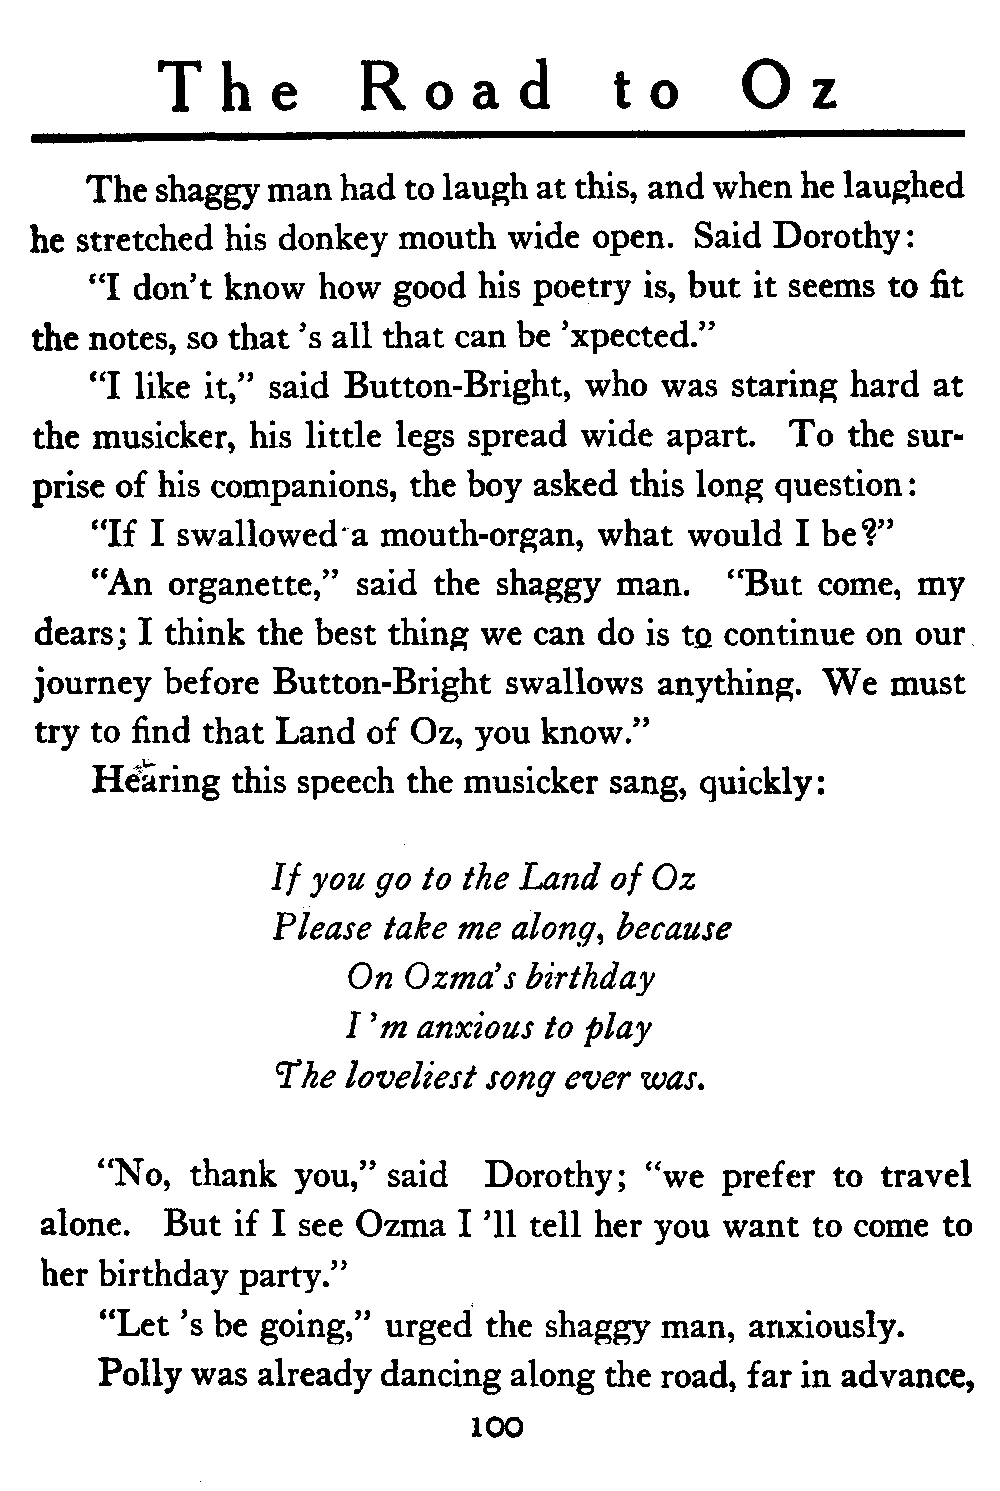 The Road to Oz
The shaggy man had to laugh at this, and when he laughed
he stretched his donkey mouth wide open. Said Dorothy:
“I don’t know how good his poetry is, but it seems to fit
the notes, so that ’s all that can be ’xpected.”
“I like it,” said Button-Bright, who was staring hard at
the musicker, his little legs spread wide apart. To the sur-
prise of his companions, the boy asked this long question:
“If I swallowed a mouth-organ, what would I be?”
“An organette,” said the shaggy man. “But come, my
dears; I think the best thing we can do is to continue on our
journey before Button-Bright swallows anything. We must
try to find that Land of Oz, you know.”
Hearing this speech the musicker sang, quickly:
If you go to the Land of Oz
Please take me along, because
On Ozma’s birthday
I ’m anxious to play
The loveliest song ever was.
“No, thank you,” said Dorothy; “we prefer to travel
alone. But if I see Ozma I ’ll tell her you want to come to
her birthday party.”
“Let ’s be going,” urged the shaggy man, anxiously.
Polly was already dancing along the road, far in advance,
100